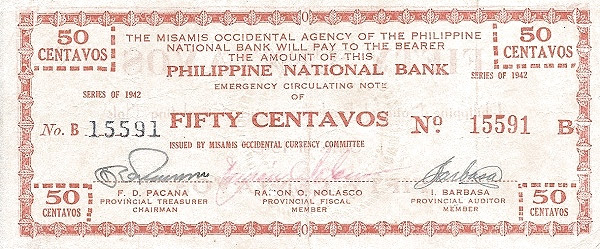 50 CENTAVOS
THE MISAMIS OCCIDENTAL AGENCY OF THE PHILIPPINE
NATIONAL BANK WILL PAY TO THE BEARER
THE AMOUNT OF THIS
50 CENTAVOS
PHILIPPINE NATIONAL BANK
SERIES OF 1942
EMERGENCY CIRCULATING NOTE
SERIES OF 1942
OF
No. B 15591
FIFTY CENTAVOS
No. 15591 B
ISSUED BY MISAMIS OCCIDENTAL CURRENCY COMMITTEE
I Barbasa
50 CENTAVOS
F. D. PACANA
PROVINCIAL TREASURER
CHAIRMAN
RAMON O. NOLASCO
PROVINCIAL FISCAL
MEMBER
I. BARBASA
PROVINCIAL AUDITOR
MEMBER
50 CENTAVOS